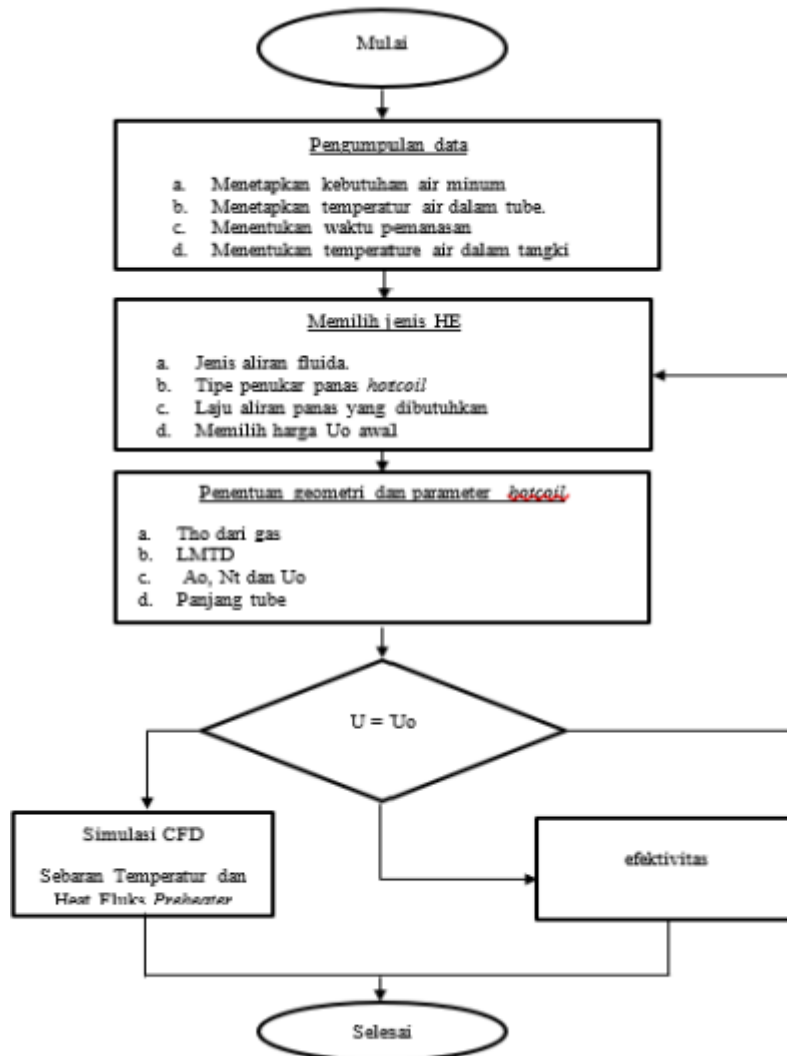 Mulai
Pengumpulan data
a. Menetapkan kebutuhan air minum
b. Menetapkan temperatur air dalam tube.
c. Menentukan waktu pemanasan
d. Menentukan temperature air dalam tangki
Memilih jenis HE
a. Jenis aliran fluida.
b. Tipe penukar panas hotcoil
c. Laju aliran panas yang dibutuhkan
d. Memilih harga Uo awal
Penentuan geometri dan parameter hotcoil
a. Tho dari gas
b. LMTD
c. Ao, Nt dan Uo
d. Panjang tube
U = Uo
Simulasi CFD
Sebaran Temperatur dan
Heat Fluks Preheater
efektivitas
Selesai